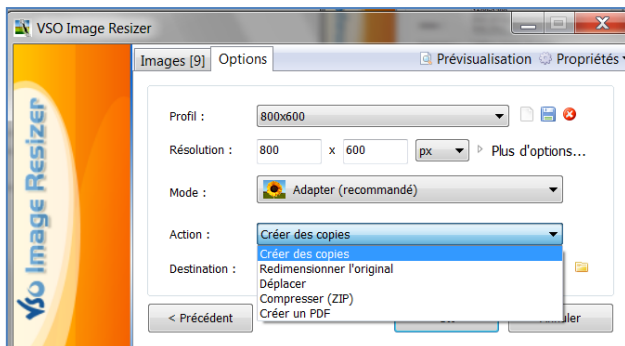 VSO Image Resizer
Images [9] Options Prévisualisation Propriétés
VSO Image Resizer
Profil : 800x600
Résolution : 800 x 600 px Plus d'options...
Mode : Adapter (recommandé)
Action : Créer des copies
Créer des copies
Redimensionner l'original
Destination :
Déplacer
Compresser (ZIP)
Créer un PDF
< Précédent